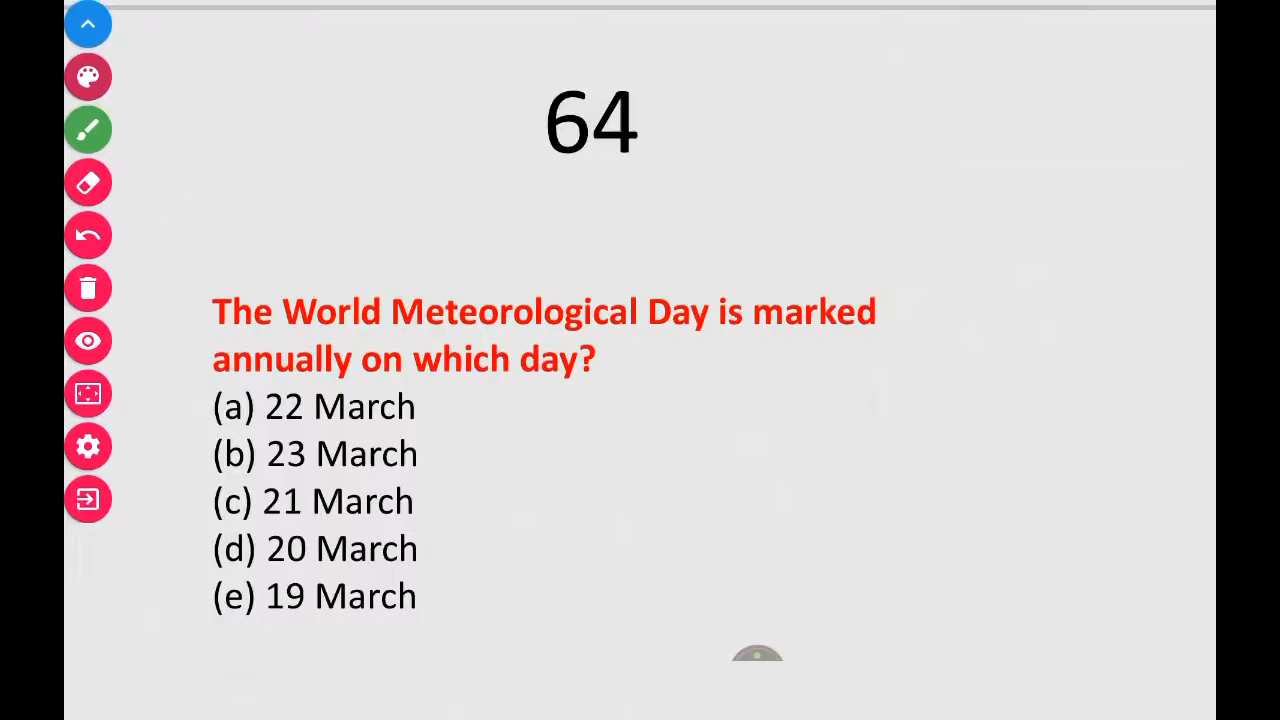 64
The World Meteorological Day is marked
annually on which day?
(a) 22 March
(b) 23 March
(c) 21 March
(d) 20 March
(e) 19 March